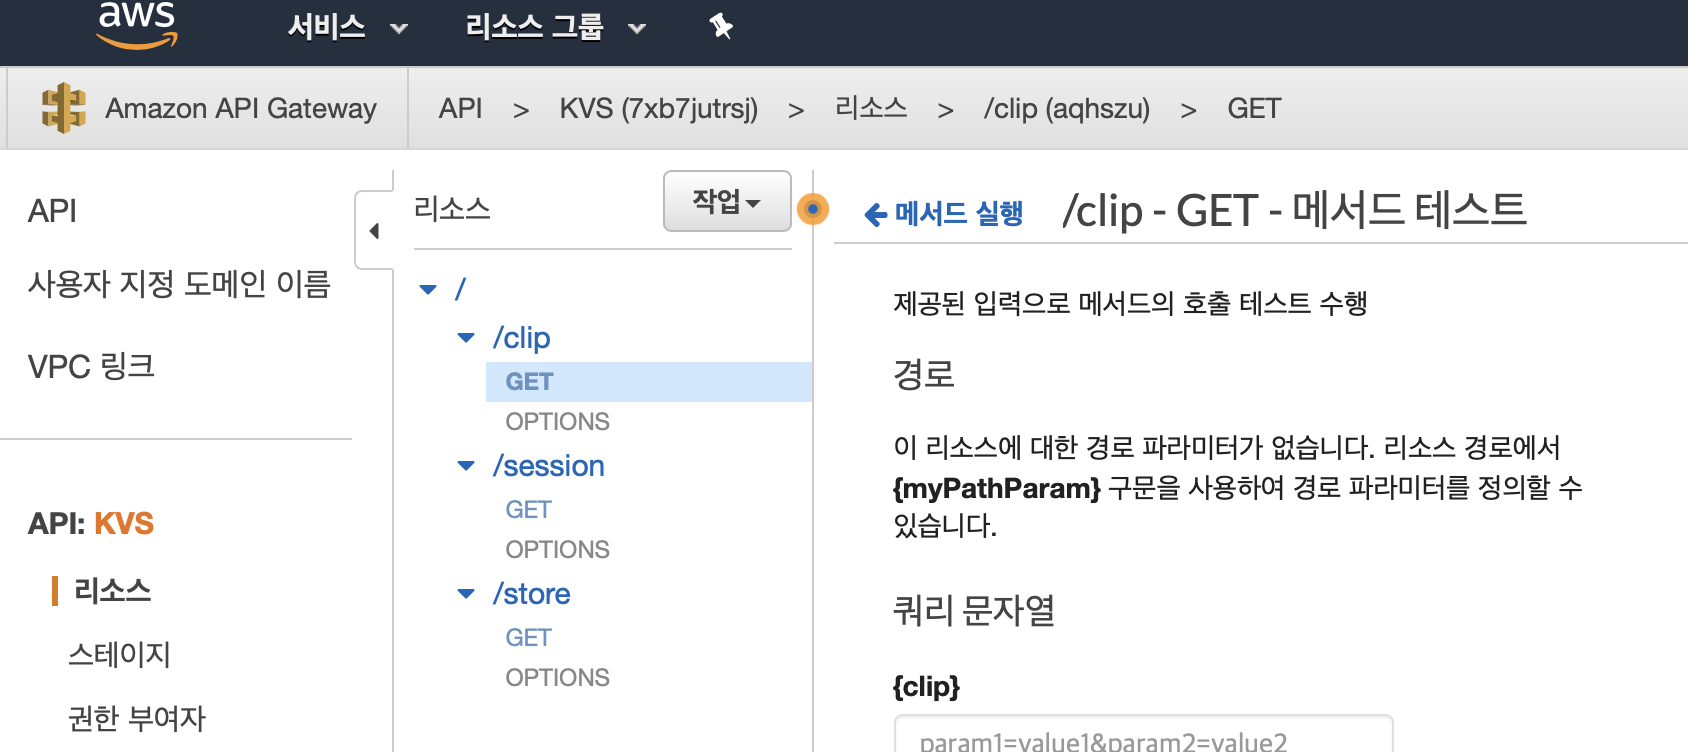 aws 서비스 리소스 그룹
Amazon API Gateway API > KVS (7xb7jutrsj) > 리소스 > /clip (aqhszu) > GET
API
사용자 지정 도메인 이름
VPC 링크
API: KVS
리소스
스테이지
권한 부여자
리소스 작업
/
/clip
GET
OPTIONS
/session
GET
OPTIONS
/store
GET
OPTIONS
메서드 실행 /clip - GET - 메서드 테스트
제공된 입력으로 메서드의 호출 테스트 수행
경로
이 리소스에 대한 경로 파라미터가 없습니다. 리소스 경로에서
{myPathParam} 구문을 사용하여 경로 파라미터를 정의할 수
있습니다.
쿼리 문자열
{clip}
param1=value1&param2=value2